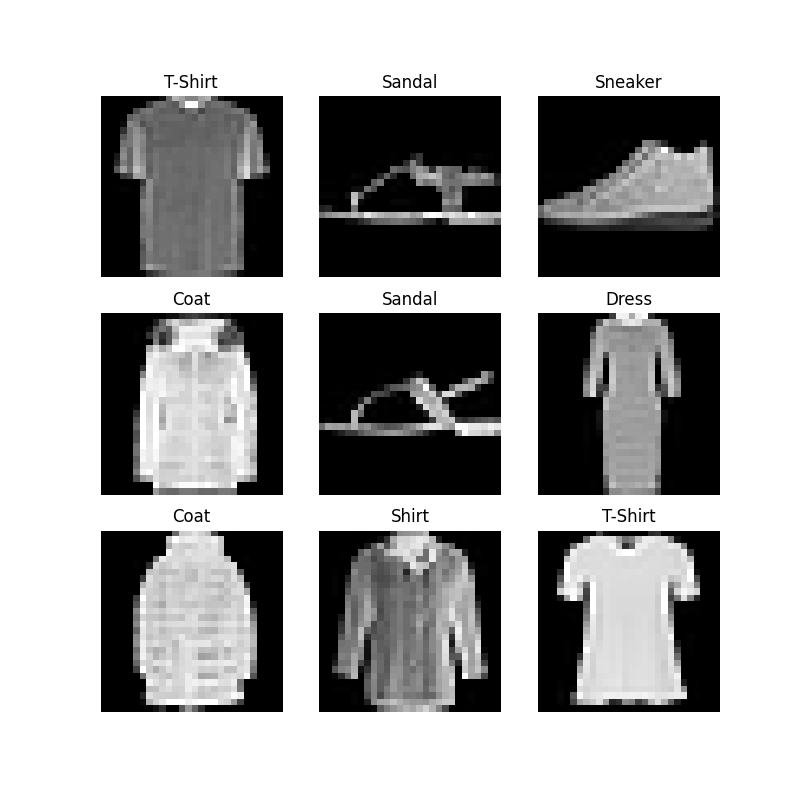 T-Shirt
Sandal
Sneaker
Coat
Sandal
Dress
Coat
Shirt
T-Shirt